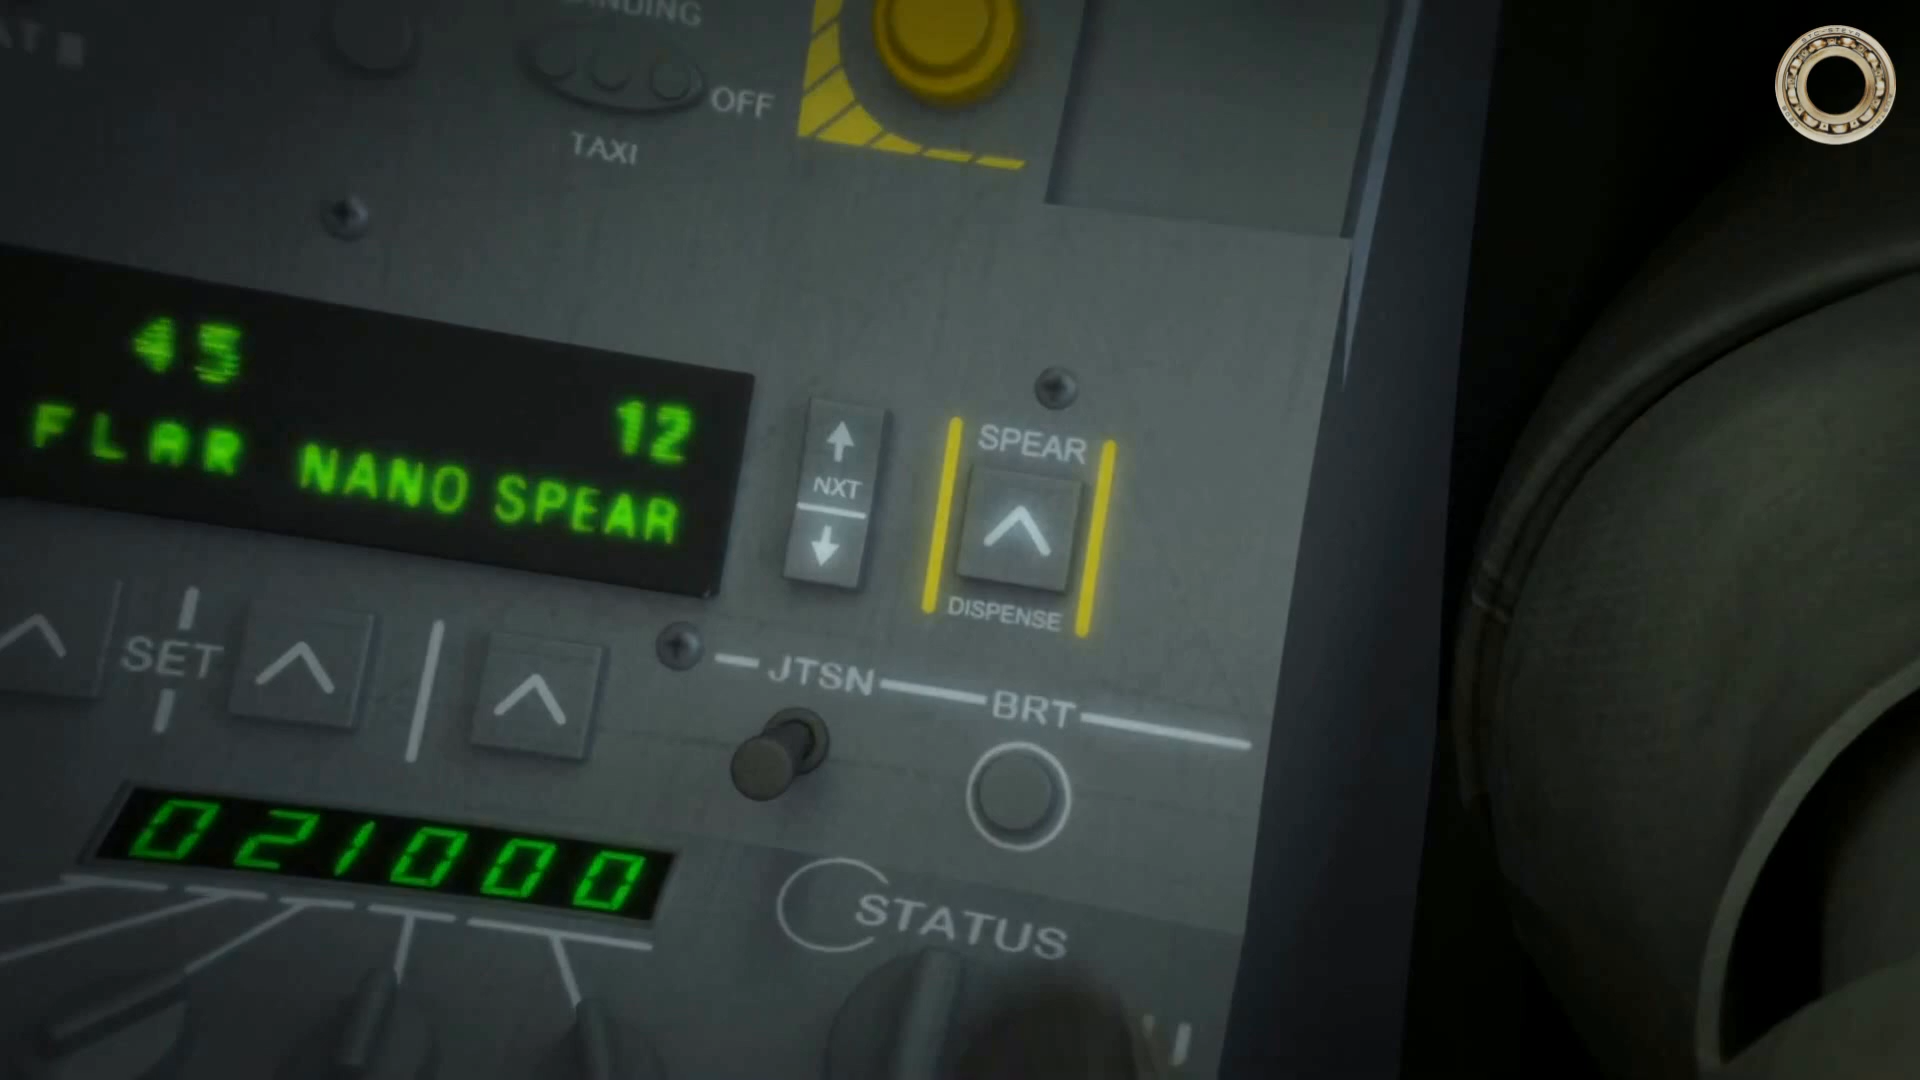 OFF
TAXI
45
12
FLAR NANO SPEAR
NXT
SPEAR
DISPENSE
SET
JTSN
BRT
021000
STATUS